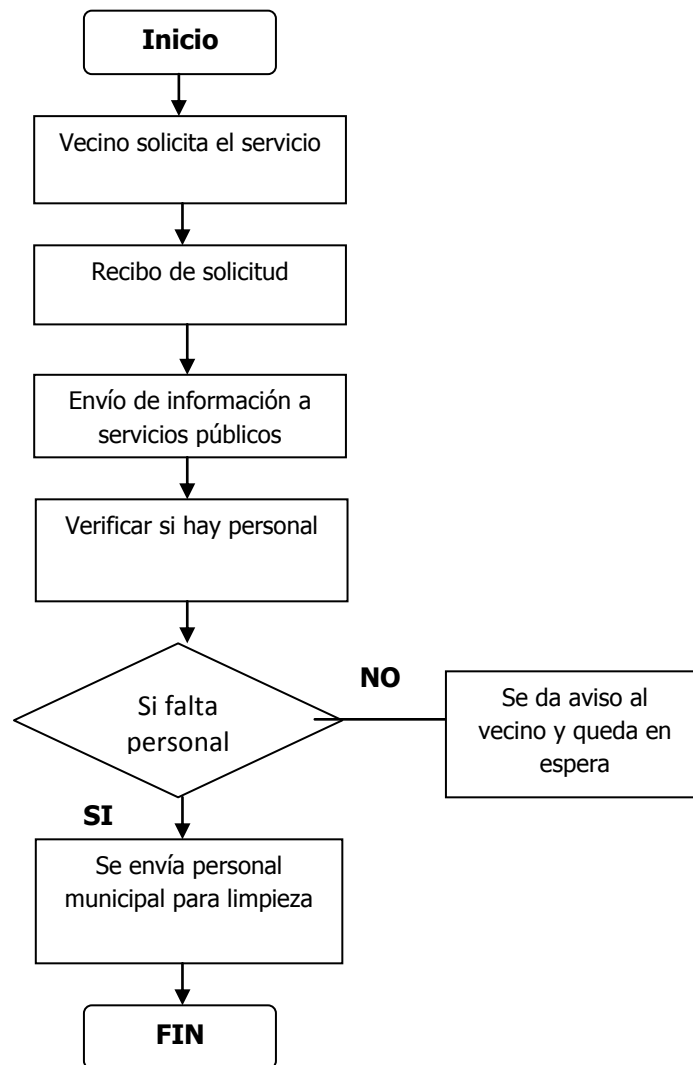 Inicio
Vecino solicita el servicio
Recibo de solicitud
Envío de información a
servicios públicos
Verificar si hay personal
Si falta
personal
NO
Se da aviso al
vecino y queda en
espera
SI
Se envía personal
municipal para limpieza
FIN